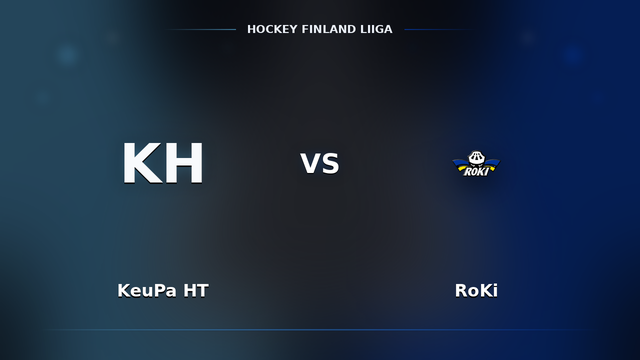 HOCKEY FINLAND LIIGA
KH
VS
ROKI
KeuPa HT
RoKi